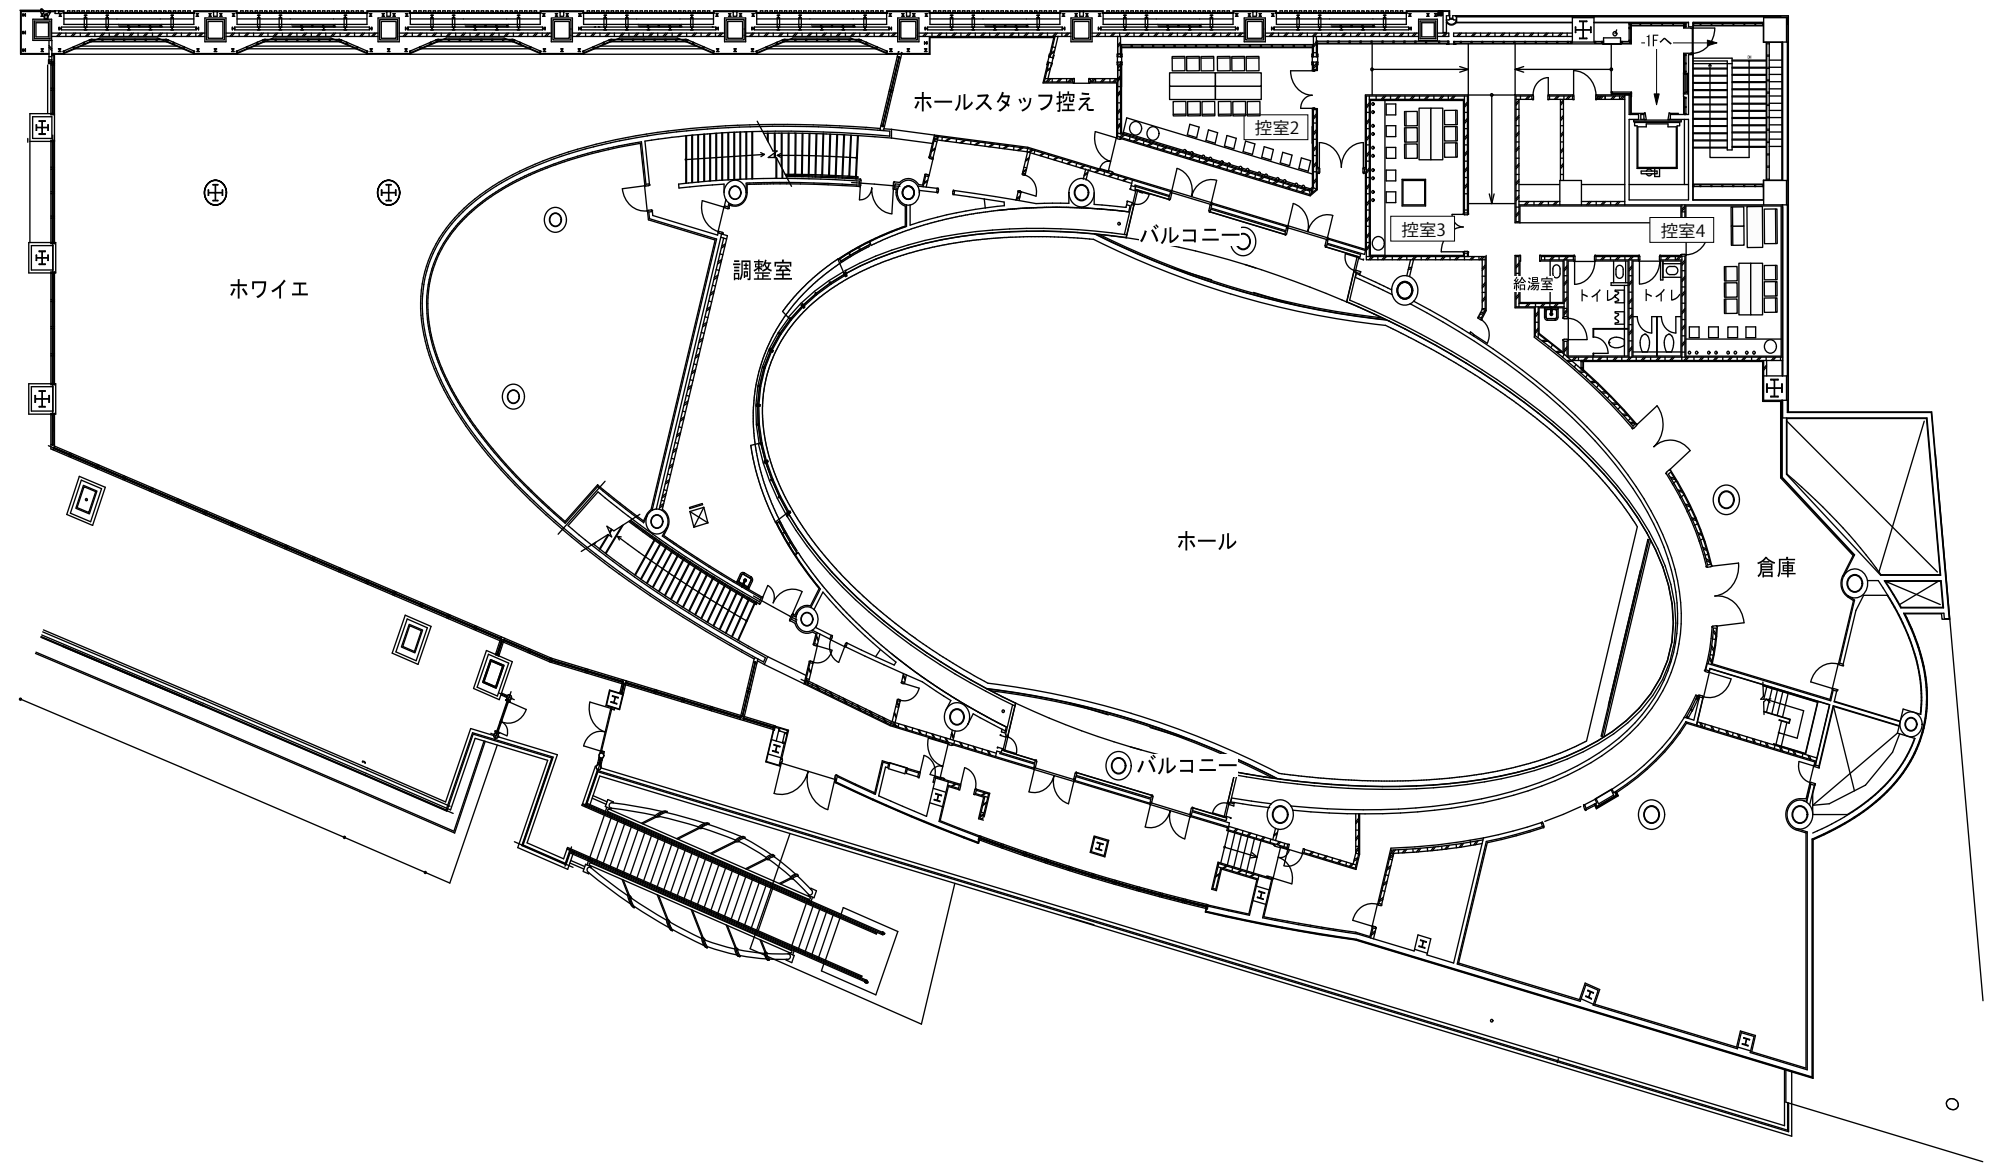 -1Fへ
ホールスタッフ控え
控室2
控室3
控室4
バルコニー
調整室
ホワイエ
給湯室
トイレ
トイレ
ホール
倉庫
バルコニー